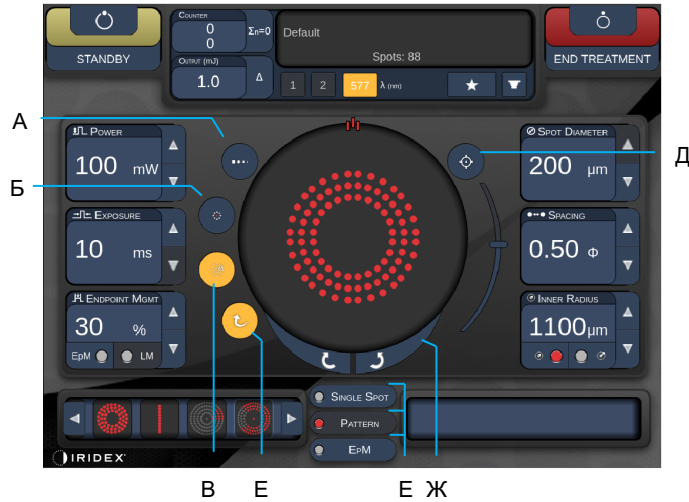 STANDBY
COUNTER
0
0
Σn=0
OUTPUT (mJ)
1.0
Δ
Default
Spots: 88
1 2 577 λ (nm)
END TREATMENT
А
Б
Д
POWER
100 mW
EXPOSURE
10 ms
ENDPOINT MGMT
30 %
EpM LM
SPOT DIAMETER
200 µm
SPACING
0.50 Φ
INNER RADIUS
1100µm
SINGLE SPOT
PATTERN
EPM
IRIDEX
В Е Е Ж